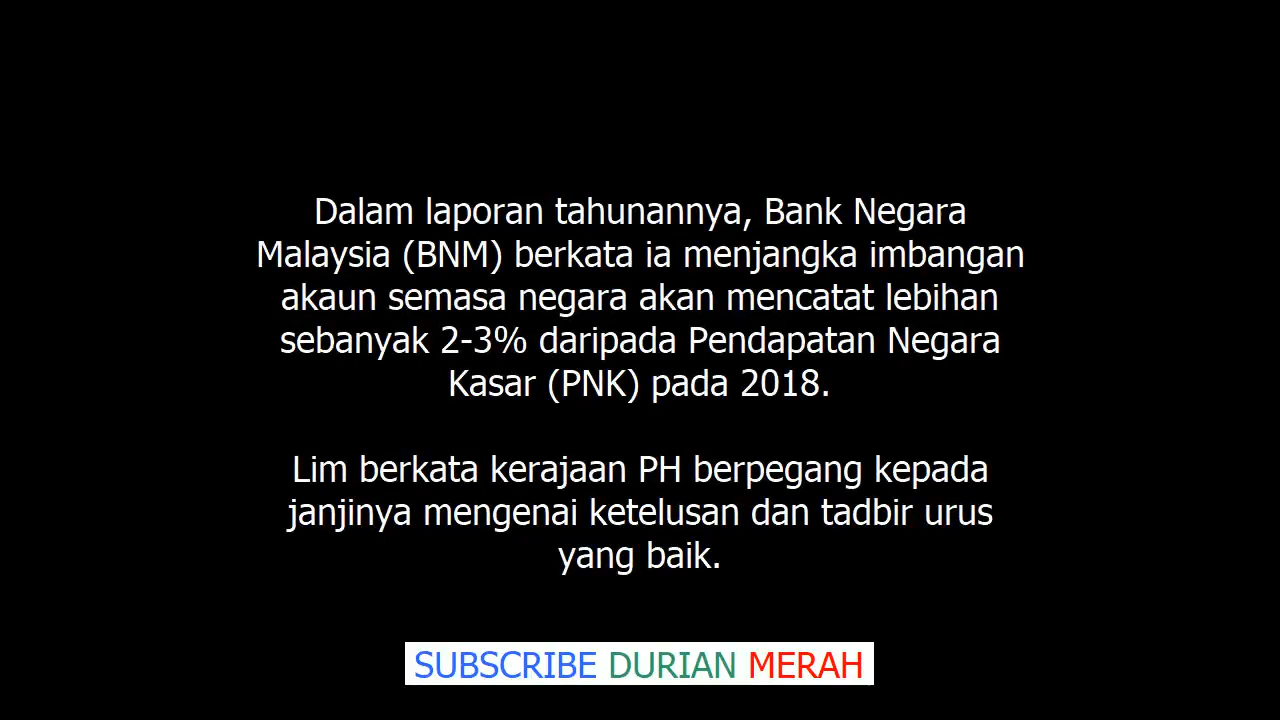 Dalam laporan tahunannya, Bank Negara
Malaysia (BNM) berkata ia menjangka imbangan
akaun semasa negara akan mencatat lebihan
sebanyak 2-3% daripada Pendapatan Negara
Kasar (PNK) pada 2018.
Lim berkata kerajaan PH berpegang kepada
janjinya mengenai ketelusan dan tadbir urus
yang baik.
SUBSCRIBE DURIAN MERAH